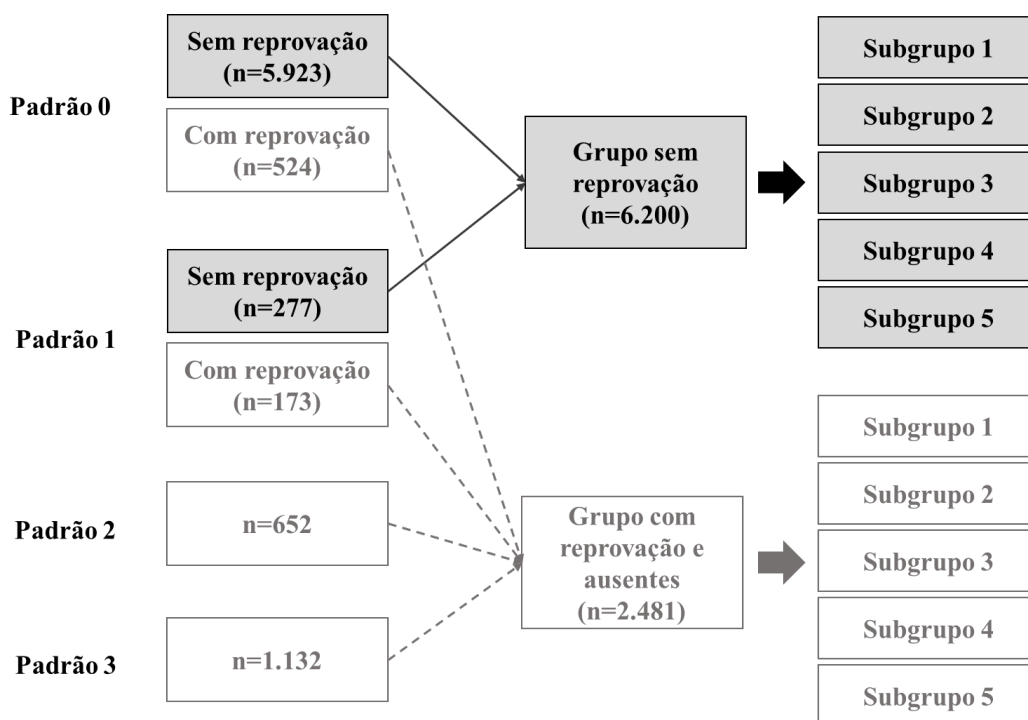 Padrão 0
Sem reprovação
(n=5.923)
Com reprovação
(n=524)
Padrão 1
Sem reprovação
(n=277)
Com reprovação
(n=173)
Padrão 2
n=652
Padrão 3
n=1.132
Grupo sem
reprovação
(n=6.200)
Grupo com
reprovação e
ausentes
(n=2.481)
Subgrupo 1
Subgrupo 2
Subgrupo 3
Subgrupo 4
Subgrupo 5
Subgrupo 1
Subgrupo 2
Subgrupo 3
Subgrupo 4
Subgrupo 5